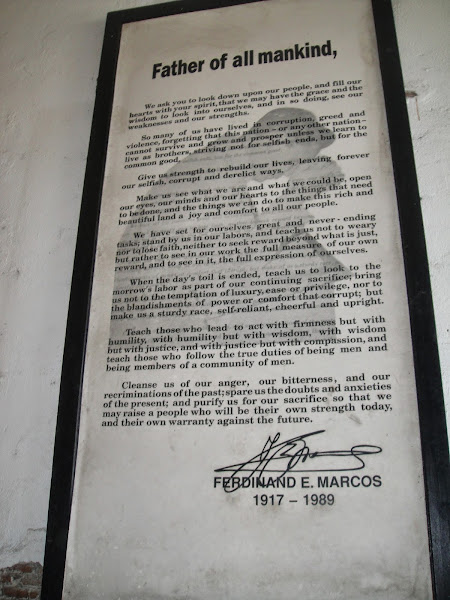 Father of all mankind,
We ask you to look down upon our people, and fill our
hearts with your spirit, that we may have the grace and the
wisdom to look into ourselves, and in so doing, see our
weaknesses and our strengths.
So many of us have lived in corruption, greed and
violence, forgetting that this nation – or any other nation –
cannot survive and grow and prosper unless we learn to
live as brothers, striving not for selfish ends, but for the
common good.
Give us strength to rebuild our lives, leaving forever
our selfish, corrupt and derelict ways.
Make us see what we are and what we could be, open
our eyes, our minds and our hearts to the things that need
to be done, and the things we can do to make this rich and
beautiful land a joy and comfort to all our people.
We have set for ourselves great and never - ending
tasks; stand by us in our labors, and teach us not to weary
nor to lose faith, neither to seek reward beyond what is just,
but rather to see in our work the full measure of our own
reward, and to see in it, the full expression of ourselves.
When the day's toil is ended, teach us to look to the
morrow's labor as part of our continuing sacrifice; bring
us not to the temptation of luxury, ease or privilege, nor to
the blandishments of power or comfort that corrupt; but
make us a sturdy race, self-reliant, cheerful and upright.
Teach those who lead to act with firmness but with
humility, with humility but with wisdom, with wisdom
but with justice, and with justice but with compassion, and
teach those who follow the true duties of being men and
being members of a community of men.
Cleanse us of our anger, our bitterness, and our
recriminations of the past; spare us the doubts and anxieties
of the present; and purify us for our sacrifice so that we
may raise a people who will be their own strength today,
and their own warranty against the future.
FERDINAND E. MARCOS
1917 – 1989